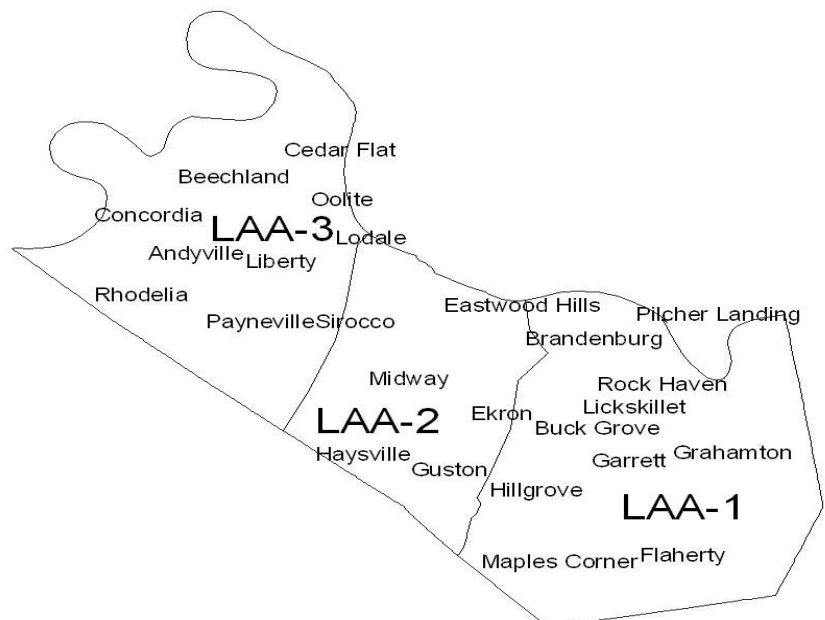 Cedar Flat
Beechland
Oolite
Concordia
LAA-3
Lodale
Andyville
Liberty
Rhodelia
Eastwood Hills
Pilcher Landing
Payneville
Sirocco
Brandenburg
Midway
Rock Haven
Lickskillet
Ekron
LAA-2
Buck Grove
Haysville
Grahamton
Garrett
Guston
Hillgrove
LAA-1
Maples Corner
Flaherty